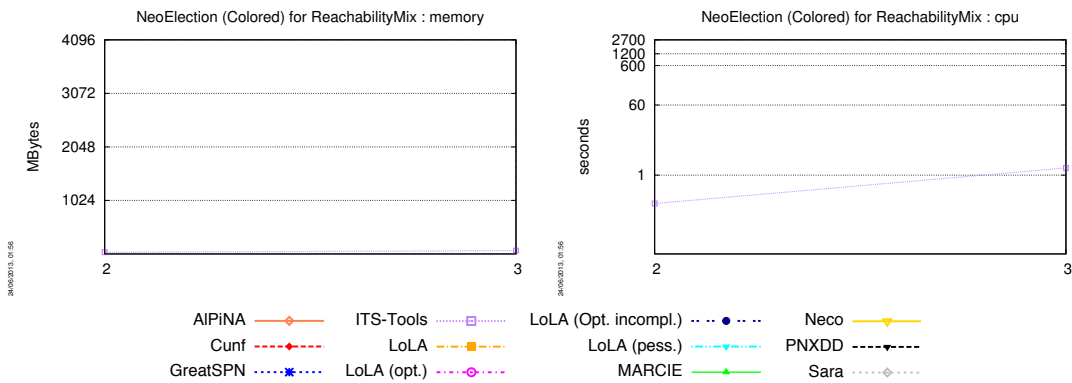 NeoElection (Colored) for ReachabilityMix : memory
4096
3072
2048
1024
MBytes
2
3
24/06/2013, 01:56
NeoElection (Colored) for ReachabilityMix : cpu
2700
1200
600
60
1
seconds
2
3
24/06/2013, 01:56
AlPiNA
Cunf
GreatSPN
ITS-Tools
LoLA
LoLA (opt.)
LoLA (Opt. incompl.)
LoLA (pess.)
MARCIE
Neco
PNXDD
Sara